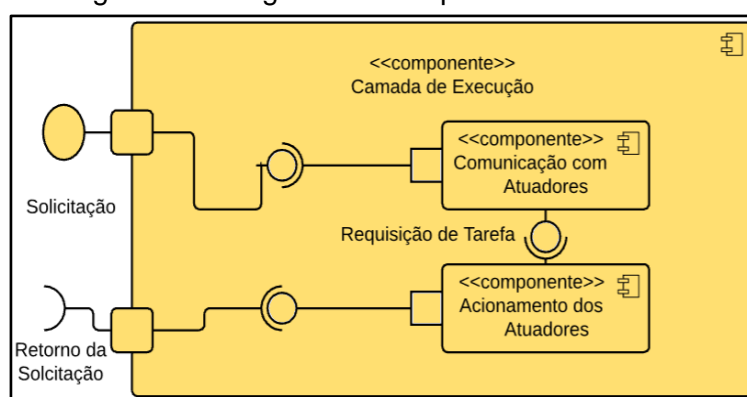 <<componente>>
Camada de Execução
<<componente>>
Comunicação com
Atuadores
Solicitação
Requisição de Tarefa
<<componente>>
Acionamento dos
Atuadores
Retorno da
Solcitação